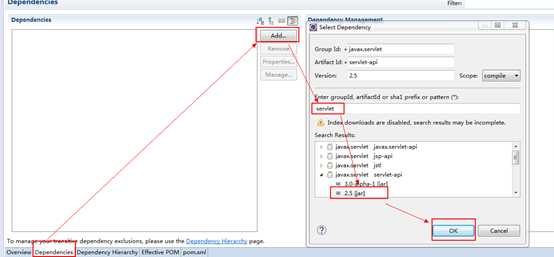 Dependencies
Filter:
Dependencies
Dependency Management
Add...
Remove
Properties...
Manage...
Select Dependency
Group Id: * javax.servlet
Artifact Id: * servlet-api
Version: 2.5 Scope: compile
Enter groupId, artifactId or sha1 prefix or pattern (*):
servlet
Index downloads are disabled, search results may be incomplete.
Search Results:
javax.servlet javax.servlet-api
javax.servlet jsp-api
javax.servlet jstl
javax.servlet servlet-api
3.0-alpha-1 [jar]
2.5 [jar]
OK Cancel
To manage your transitive dependency exclusions, please use the Dependency Hierarchy page.
Overview Dependencies Dependency Hierarchy Effective POM pom.xml